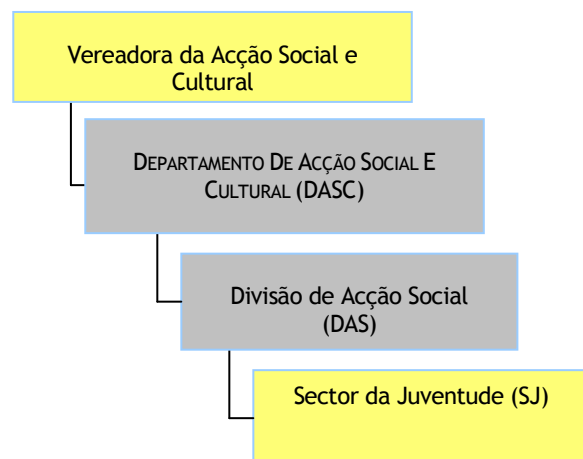 Vereadora da Acção Social e
Cultural
DEPARTAMENTO DE ACÇÃO SOCIAL E
CULTURAL (DASC)
Divisão de Acção Social
(DAS)
Sector da Juventude (SJ)